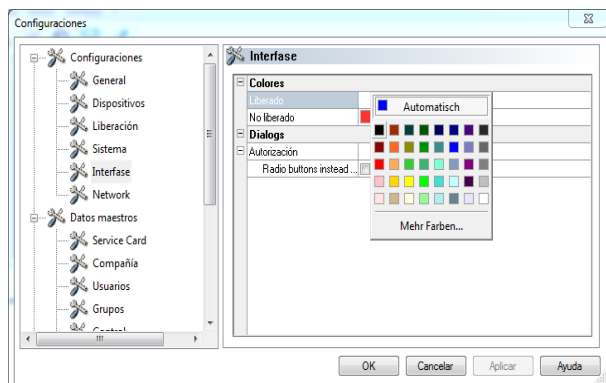 Configuraciones
Configuraciones
General
Dispositivos
Liberación
Sistema
Interfase
Network
Datos maestros
Service Card
Compañía
Usuarios
Grupos
Control
Interfase
Colores
Liberado
No liberado
Dialogs
Autorización
Radio buttons instead ...
Automatisch
Mehr Farben...
OK
Cancelar
Aplicar
Ayuda